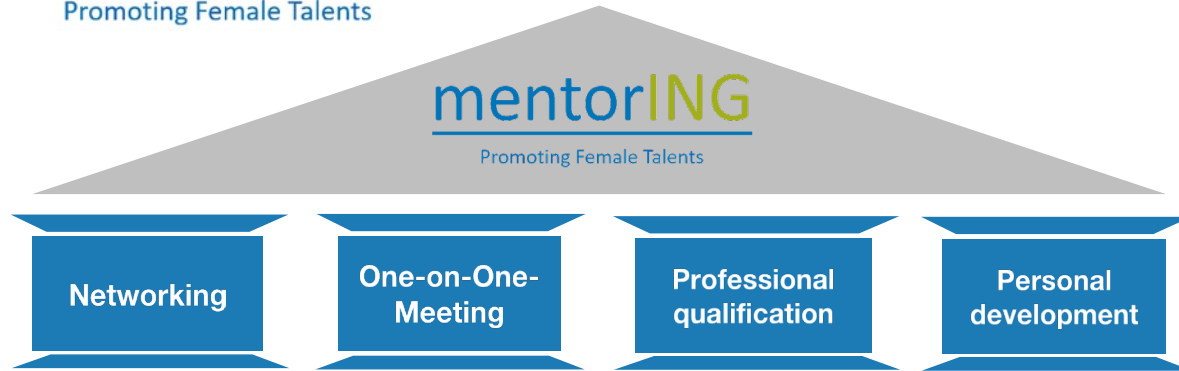 Promoting Female Talents
mentorING
Promoting Female Talents
Networking
One-on-One-
Meeting
Professional
qualification
Personal
development